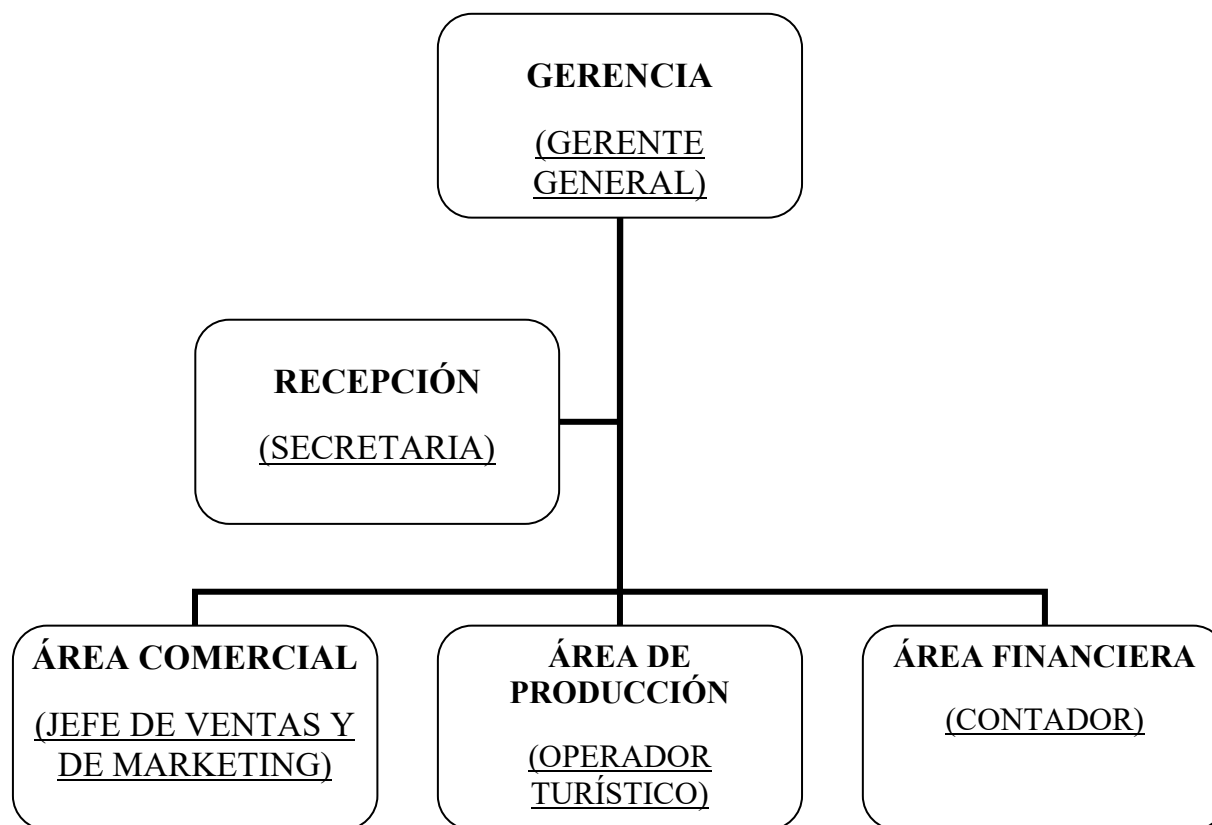 GERENCIA
(GERENTE
GENERAL)
RECEPCIÓN
(SECRETARIA)
ÁREA COMERCIAL
(JEFE DE VENTAS Y
DE MARKETING)
ÁREA DE
PRODUCCIÓN
(OPERADOR
TURÍSTICO)
ÁREA FINANCIERA
(CONTADOR)